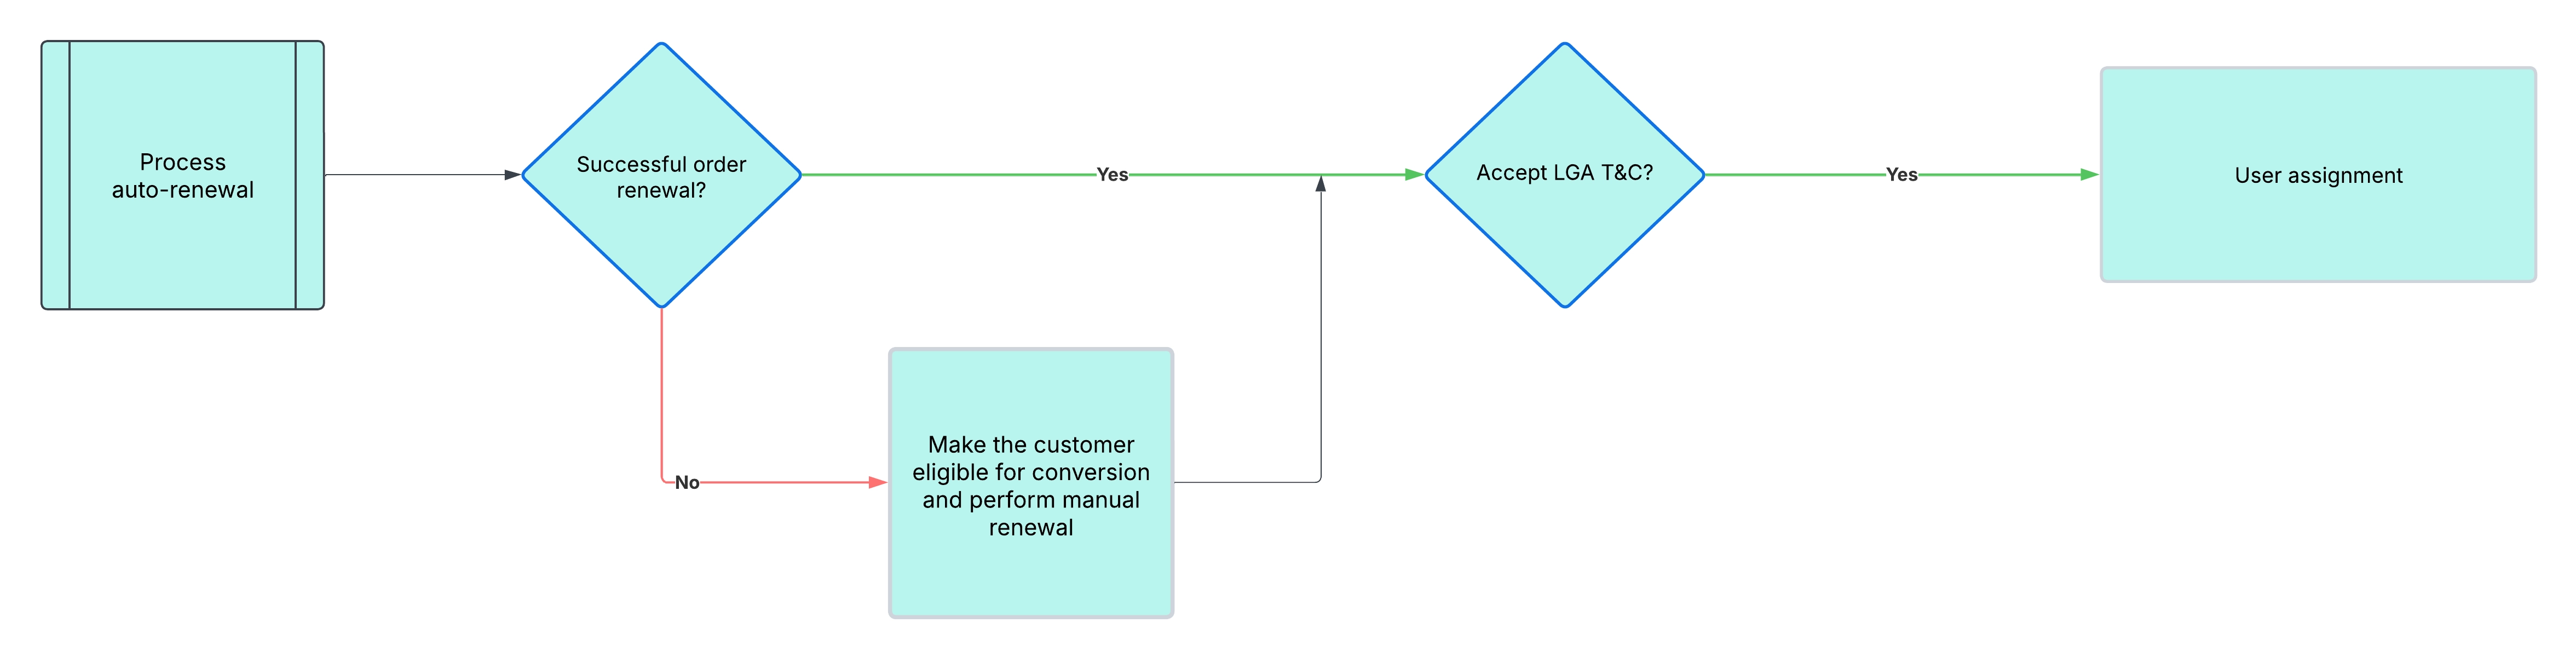 Process
auto-renewal
Successful order
renewal?
Yes
Accept LGA T&C?
Yes
User assignment
No
Make the customer
eligible for conversion
and perform manual
renewal